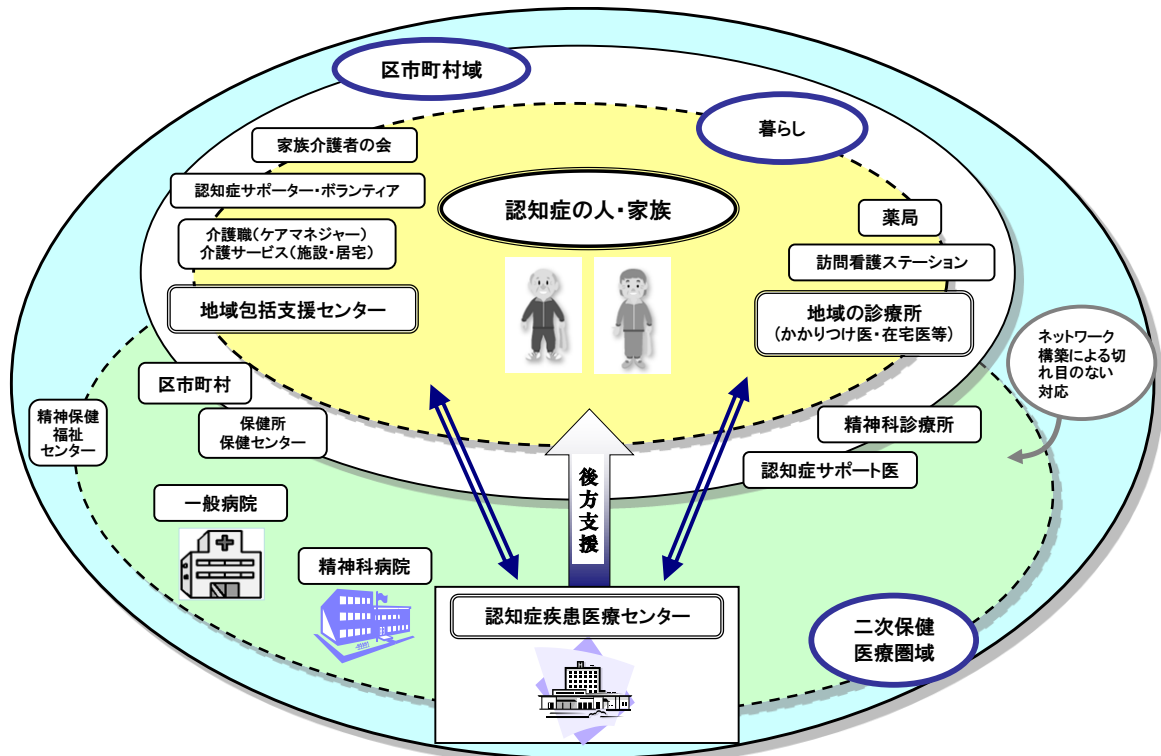 区市町村域
暮らし
家族介護者の会
認知症サポーター・ボランティア
介護職(ケアマネジャー)
介護サービス(施設・居宅)
地域包括支援センター
認知症の人・家族
薬局
訪問看護ステーション
地域の診療所
(かかりつけ医・在宅医等)
ネットワーク
構築による切
れ目のない
対応
区市町村
精神保健
福祉
センター
保健所
保健センター
精神科診療所
認知症サポート医
後方支援
一般病院
精神科病院
認知症疾患医療センター
二次保健
医療圏域